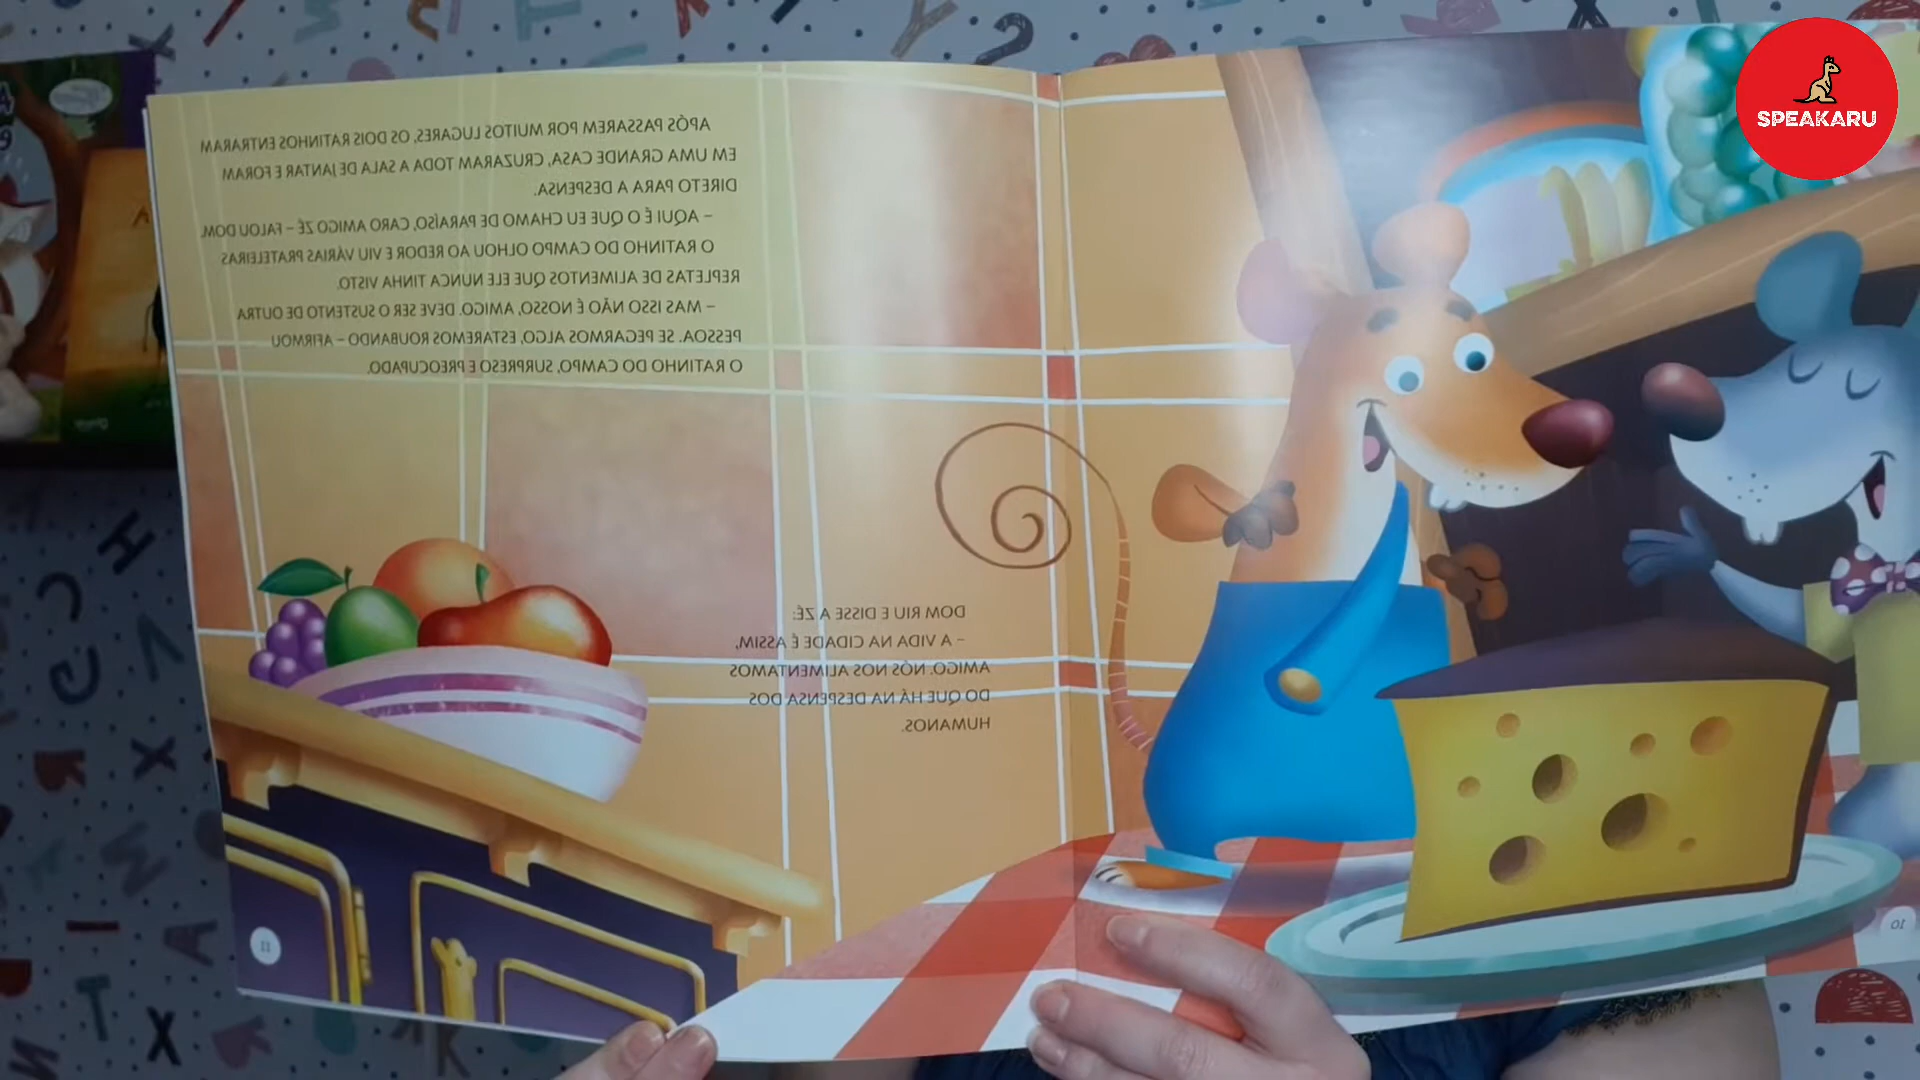 APÓS PASSAREM POR MUITOS LUGARES, OS DOIS RATINHOS ENTRARAM
EM UMA GRANDE CASA, CRUZARAM TODA A SALA DE JANTAR E FORAM
DIRETO PARA A DESPENSA.
– AQUI É O QUE EU CHAMO DE PARAÍSO, CARO AMIGO ZÉ – FALOU DOM.
O RATINHO DO CAMPO OLHOU AO REDOR E VIU VÁRIAS PRATELEIRAS
REPLETAS DE ALIMENTOS QUE ELE NUNCA TINHA VISTO.
– MAS ISSO NÃO É NOSSO, AMIGO. DEVE SER O SUSTENTO DE OUTRA
PESSOA. SE PEGARMOS ALGO, ESTAREMOS ROUBANDO – AFIRMOU
O RATINHO DO CAMPO, SURPRESO E PREOCUPADO.
DOM RIU E DISSE A ZÉ:
– A VIDA NA CIDADE É ASSIM,
AMIGO. NÓS NOS ALIMENTAMOS
DO QUE HÁ NA DESPENSA DOS
HUMANOS.
11
10
SPEAKARU